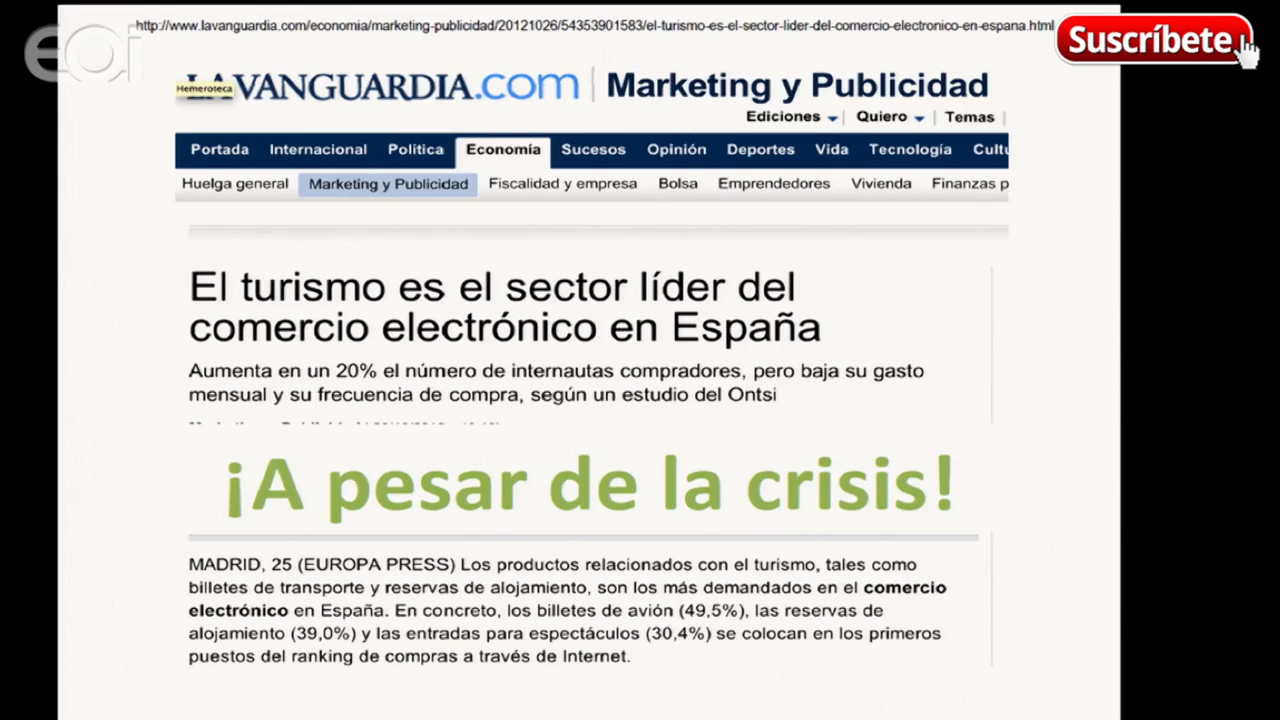 http://www.lavanguardia.com/economia/marketing-publicidad/20121026/54353901583/el-turismo-es-el-sector-lider-del-comercio-electronico-en-espana.html
Suscríbete
eoi
Hemeroteca
LAVANGUARDIA.com Marketing y Publicidad
Ediciones Quiero Temas
Portada Internacional Política Economía Sucesos Opinión Deportes Vida Tecnología Cultu
Huelga general Marketing y Publicidad Fiscalidad y empresa Bolsa Emprendedores Vivienda Finanzas p
El turismo es el sector líder del
comercio electrónico en España
Aumenta en un 20% el número de internautas compradores, pero baja su gasto
mensual y su frecuencia de compra, según un estudio del Ontsi
¡A pesar de la crisis!
MADRID, 25 (EUROPA PRESS) Los productos relacionados con el turismo, tales como
billetes de transporte y reservas de alojamiento, son los más demandados en el comercio
electrónico en España. En concreto, los billetes de avión (49,5%), las reservas de
alojamiento (39,0%) y las entradas para espectáculos (30,4%) se colocan en los primeros
puestos del ranking de compras a través de Internet.